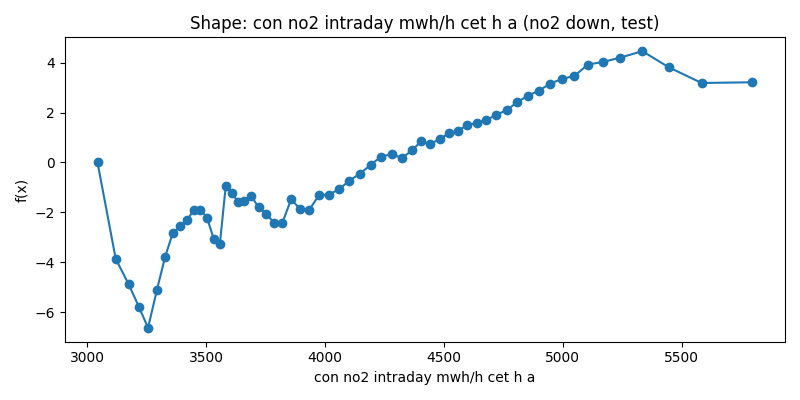 Shape: con no2 intraday mwh/h cet h a (no2 down, test)
f(x)
4
2
0
−2
−4
−6
3000 3500 4000 4500 5000 5500
con no2 intraday mwh/h cet h a